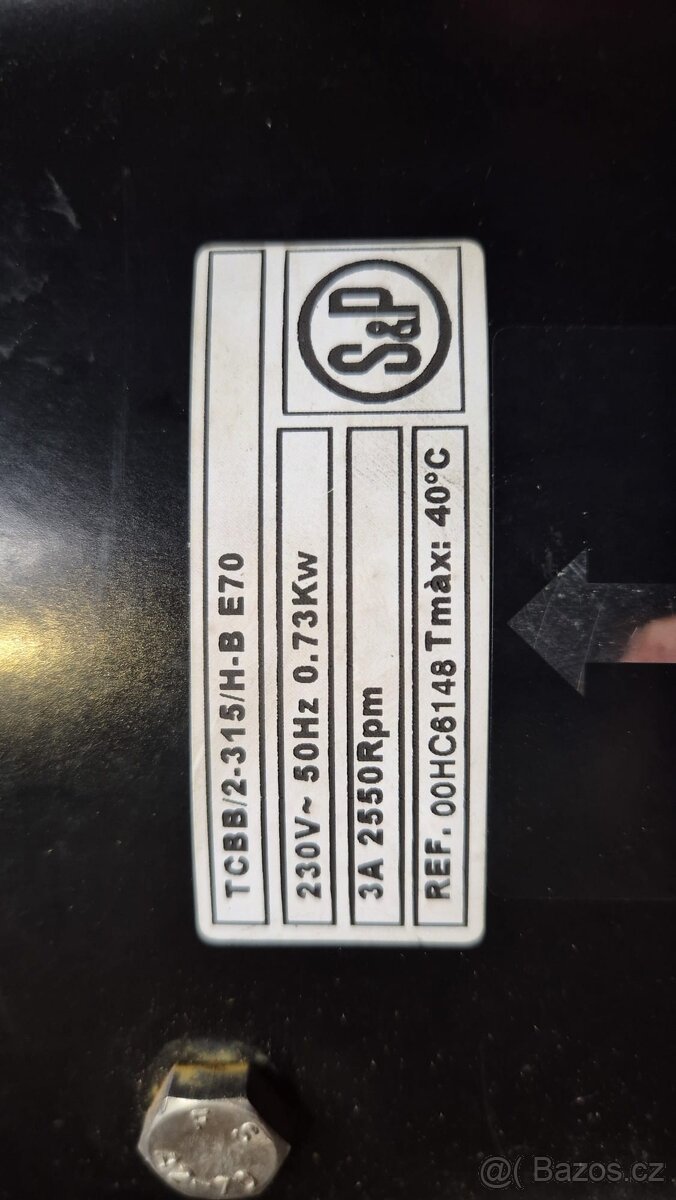 S&P
TCBB/2-315/H-B E70
230V~ 50Hz 0.73Kw
3A 2550Rpm
REF. 00HC6148 Tmàx: 40°C
@( Bazos.cz